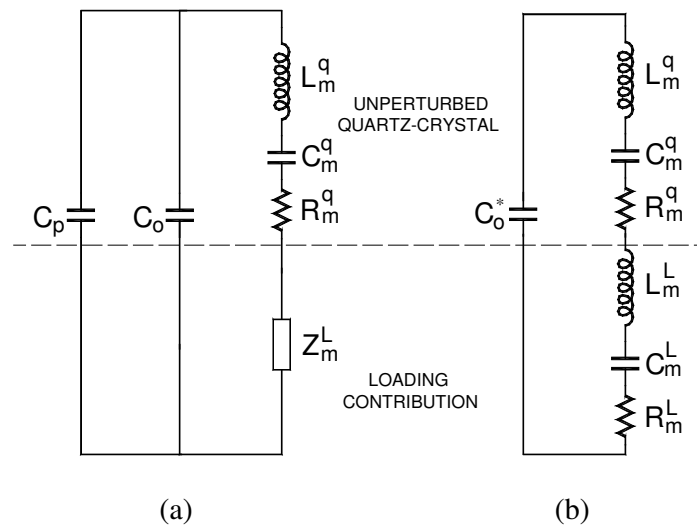 L_m^q
UNPERTURBED
QUARTZ-CRYSTAL
C_m^q
R_m^q
C_p
C_o
Z_m^L
LOADING
CONTRIBUTION
(a)
L_m^q
C_m^q
R_m^q
C_o^*
L_m^L
C_m^L
R_m^L
(b)